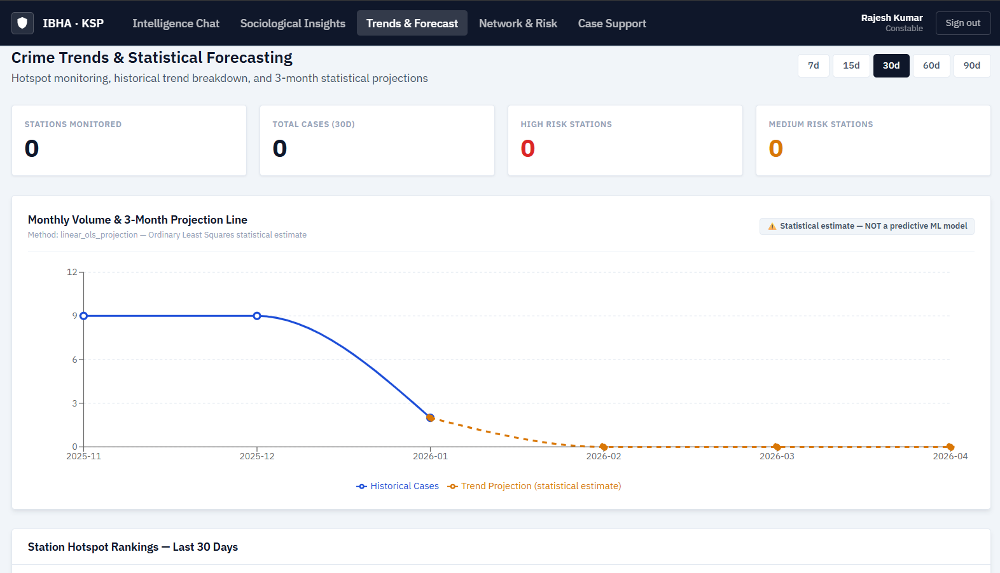 IBHA · KSP
Intelligence Chat
Sociological Insights
Trends & Forecast
Network & Risk
Case Support
Rajesh Kumar
Constable
Sign out
Crime Trends & Statistical Forecasting
Hotspot monitoring, historical trend breakdown, and 3-month statistical projections
7d
15d
30d
60d
90d
STATIONS MONITORED
0
TOTAL CASES (30D)
0
HIGH RISK STATIONS
0
MEDIUM RISK STATIONS
0
Monthly Volume & 3-Month Projection Line
Method: linear_ols_projection — Ordinary Least Squares statistical estimate
⚠ Statistical estimate — NOT a predictive ML model
12
9
6
3
0
2025-11
2025-12
2026-01
2026-02
2026-03
2026-04
Historical Cases
Trend Projection (statistical estimate)
Station Hotspot Rankings — Last 30 Days